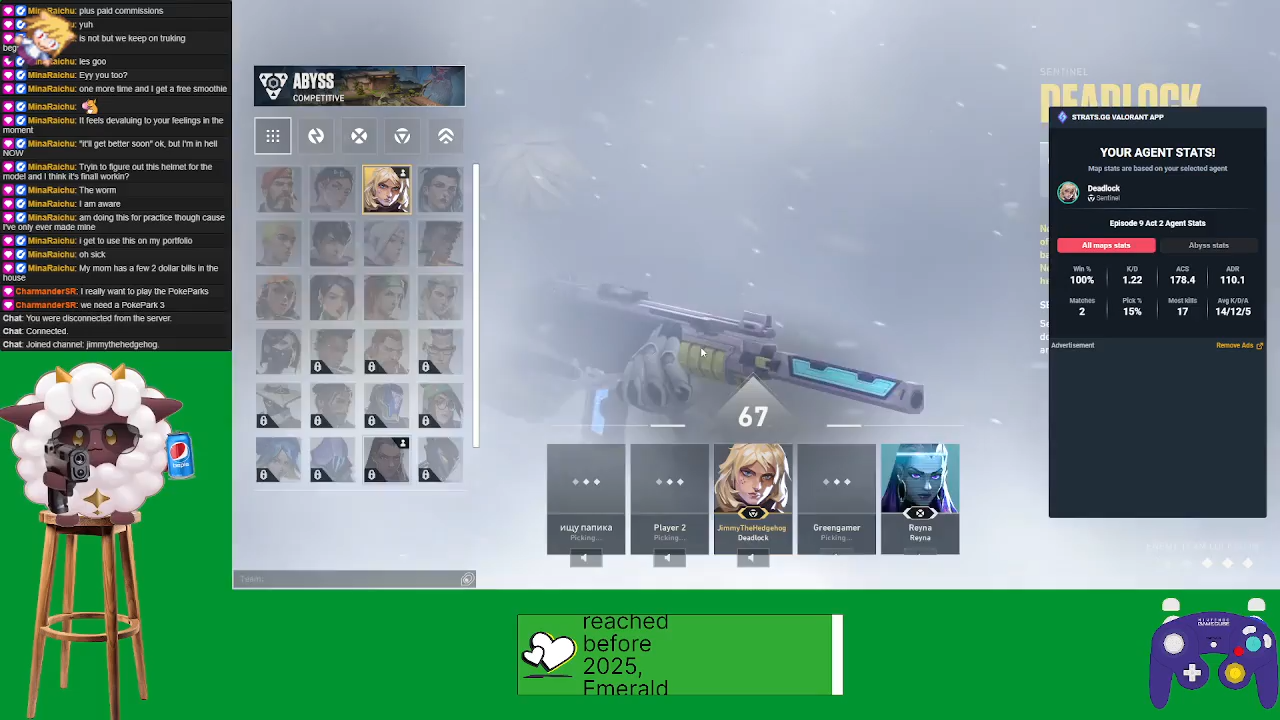 MinaRaichu: plus paid commissions
MinaRaichu: yuh
is not but we keep on truking
beg
MinaRaichu: les goo
MinaRaichu: Eyy you too?
MinaRaichu: one more time and I get a free smoothie
MinaRaichu:
MinaRaichu: It feels devaluing to your feelings in the
moment
MinaRaichu: "it'll get better soon" ok, but I'm in hell
NOW
MinaRaichu: Tryin to figure out this helmet for the
model and I think it's finall workin?
MinaRaichu: The worm
MinaRaichu: I am aware
MinaRaichu: am doing this for practice though cause
I've only ever made mine
MinaRaichu: i get to use this on my portfolio
MinaRaichu: oh sick
MinaRaichu: My mom has a few 2 dollar bills in the
house
CharmanderSR: I really want to play the PokeParks
CharmanderSR: we need a PokePark 3
Chat: You were disconnected from the server.
Chat: Connected.
Chat: Joined channel: jimmythehedgehog.
ABYSS
COMPETITIVE
SENTINEL
DEADLOCK
STRATS.GG VALORANT APP
YOUR AGENT STATS!
Map stats are based on your selected agent
Deadlock
Sentinel
Episode 9 Act 2 Agent Stats
All maps stats Abyss stats
Win % K/D ACS ADR
100% 1.22 178.4 110.1
Matches Pick % Most kills Avg K/D/A
2 15% 17 14/12/5
Advertisement Remove Ads
67
ищу папика Player 2 JimmyTheHedgehog Greengamer Reyna
Picking... Picking... Deadlock Picking... Reyna
pepsi
reached
before
2025,
Emerald
NINTENDO
GAMECUBE